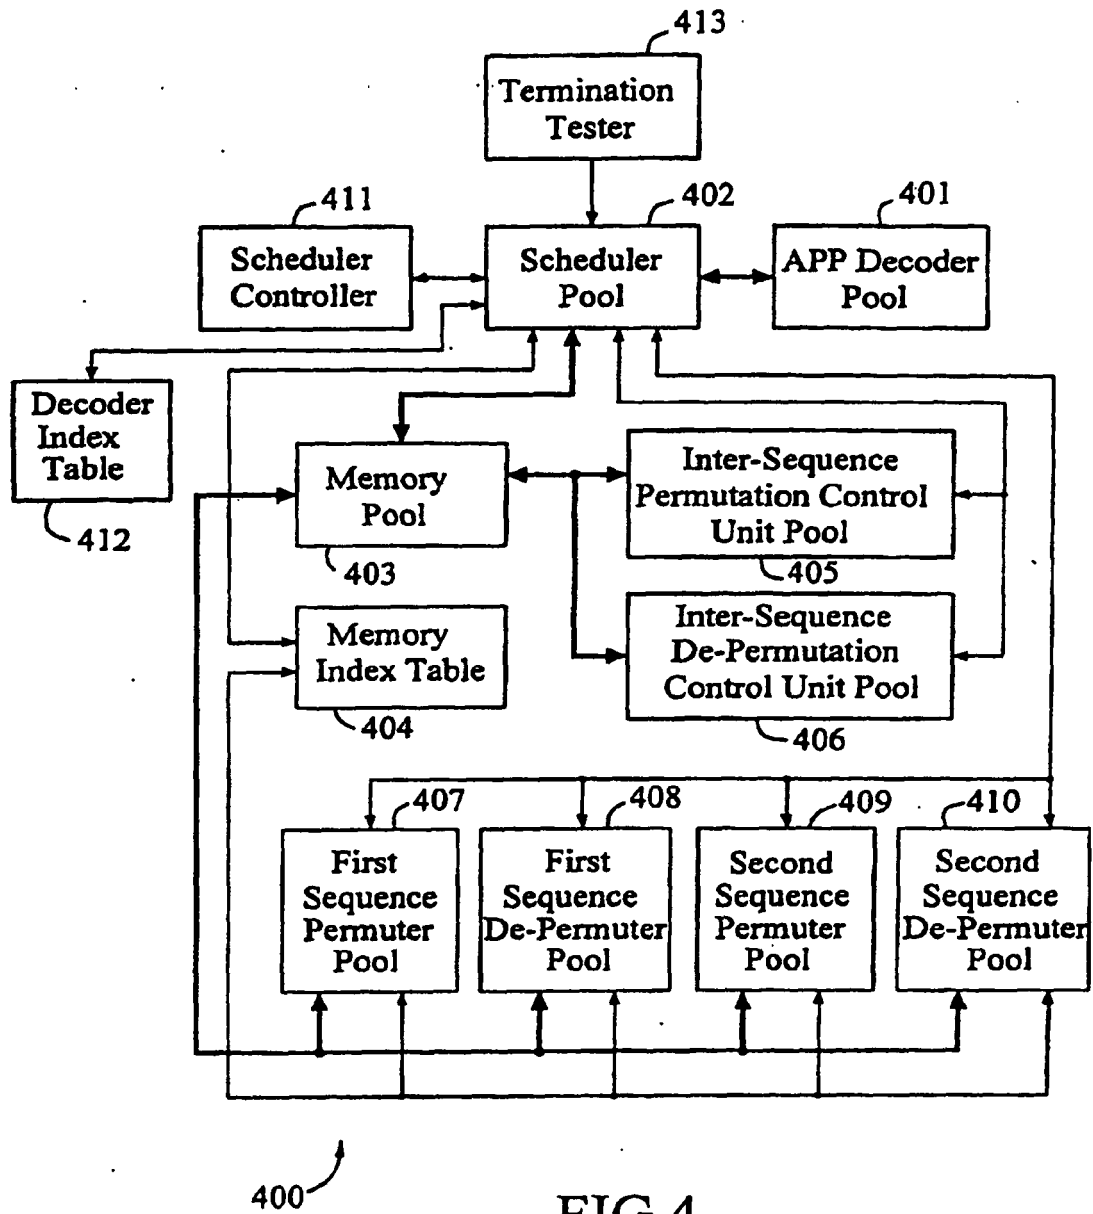 413
Termination
Tester
411
402
401
Scheduler
Controller
Scheduler
Pool
APP Decoder
Pool
Decoder
Index
Table
412
Memory
Pool
403
Inter-Sequence
Permutation Control
Unit Pool
405
Memory
Index Table
404
Inter-Sequence
De-Permutation
Control Unit Pool
406
407
408
409
410
First
Sequence
Permuter
Pool
First
Sequence
De-Permuter
Pool
Second
Sequence
Permuter
Pool
Second
Sequence
De-Permuter
Pool
400
FIG 4